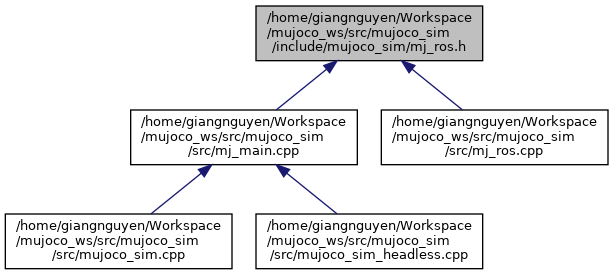 /home/giangnguyen/Workspace
/mujoco_ws/src/mujoco_sim
/include/mujoco_sim/mj_ros.h
/home/giangnguyen/Workspace
/mujoco_ws/src/mujoco_sim
/src/mj_main.cpp
/home/giangnguyen/Workspace
/mujoco_ws/src/mujoco_sim
/src/mj_ros.cpp
/home/giangnguyen/Workspace
/mujoco_ws/src/mujoco_sim
/src/mujoco_sim.cpp
/home/giangnguyen/Workspace
/mujoco_ws/src/mujoco_sim
/src/mujoco_sim_headless.cpp